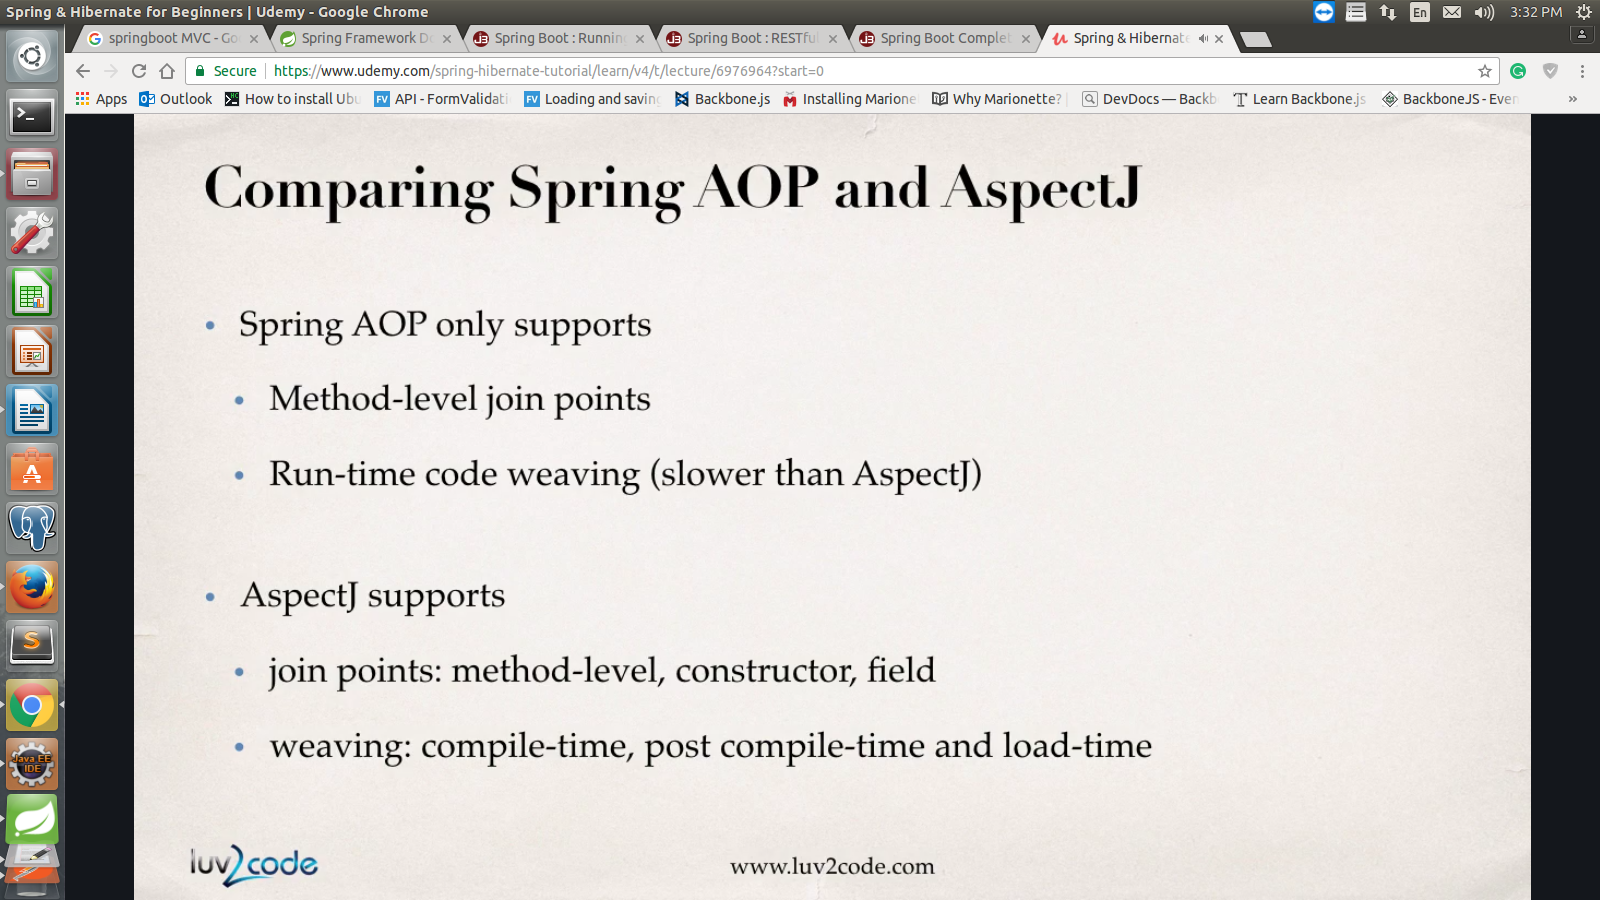 Spring & Hibernate for Beginners | Udemy - Google Chrome
En
3:32 PM
springboot MVC - Go
Spring Framework Do
Spring Boot : Runnin
Spring Boot : RESTfu
Spring Boot Complet
Spring & Hibernate
Secure
https://www.udemy.com/spring-hibernate-tutorial/learn/v4/t/lecture/6976964?start=0
Apps
Outlook
How to install Ubu
FV
API - FormValidati
FV
Loading and saving
Backbone.js
Installing Marione
Why Marionette?
DevDocs — Backb
Learn Backbone.js
BackboneJS - Ever
»
Comparing Spring AOP and AspectJ
• Spring AOP only supports
• Method-level join points
• Run-time code weaving (slower than AspectJ)
• AspectJ supports
• join points: method-level, constructor, field
• weaving: compile-time, post compile-time and load-time
Java EE
IDE
luv2code
www.luv2code.com